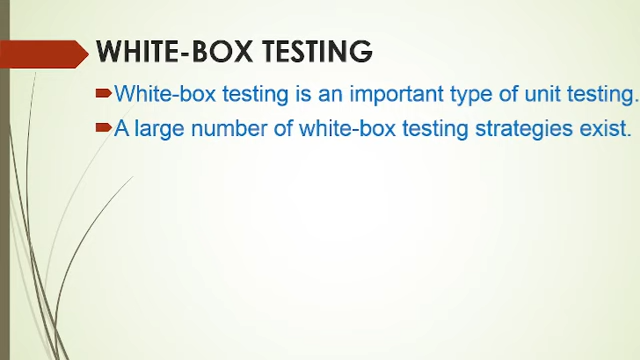 WHITE-BOX TESTING
White-box testing is an important type of unit testing.
A large number of white-box testing strategies exist.